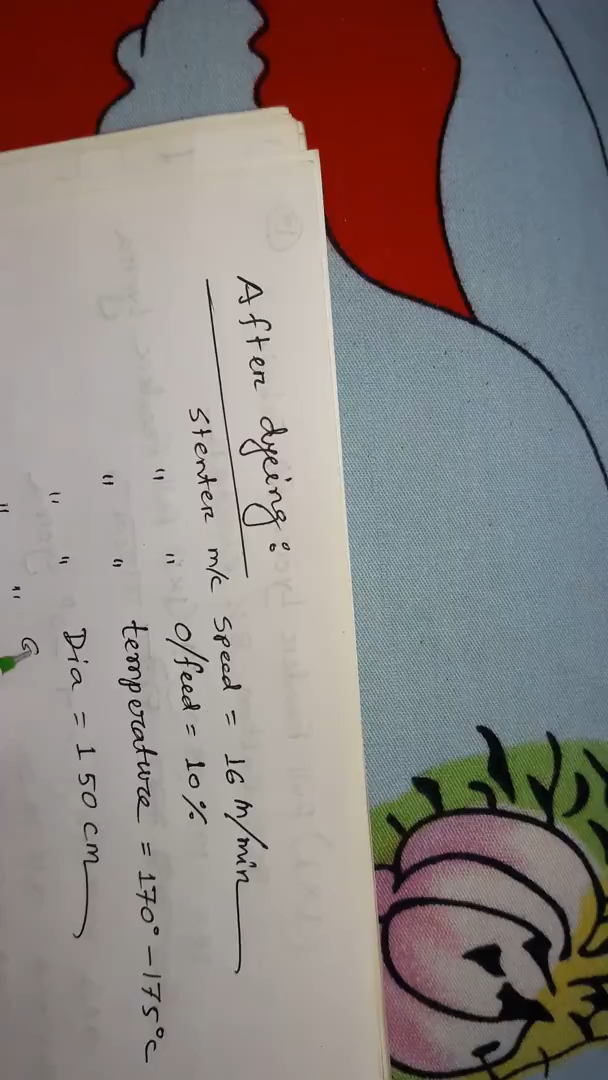 After dyeing:
Stenter m/c Speed = 16 m/min
" " O/feed = 10%
" " temperature = 170° - 175°c
" " Dia = 150 cm
" " G